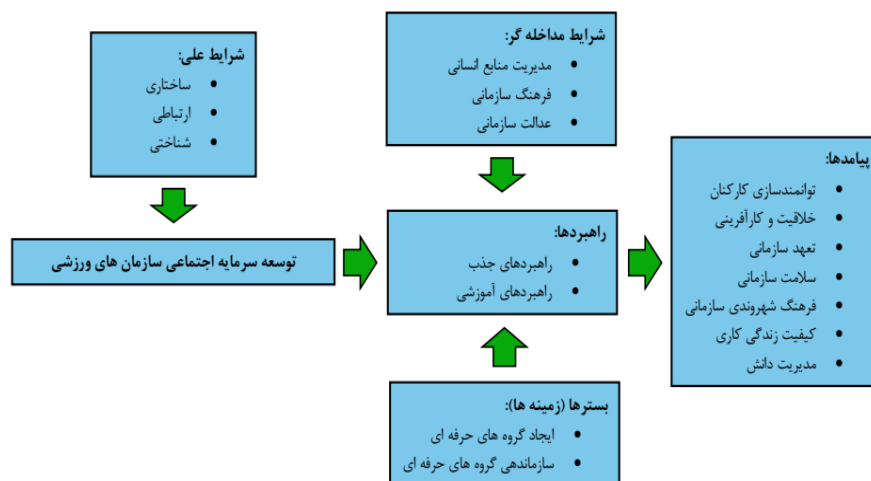 شرایط علی:
ساختاری
ارتباطی
شناختی
توسعه سرمایه اجتماعی سازمان های ورزشی
شرایط مداخله گر:
مدیریت منابع انسانی
فرهنگ سازمانی
عدالت سازمانی
راهبردها:
راهبردهای جذب
راهبردهای آموزشی
بسترها (زمینه ها):
ایجاد گروه های حرفه ای
سازماندهی گروه های حرفه ای
پیامدها:
توانمندسازی کارکنان
خلاقیت و کارآفرینی
تعهد سازمانی
سلامت سازمانی
فرهنگ شهروندی سازمانی
کیفیت زندگی کاری
مدیریت دانش